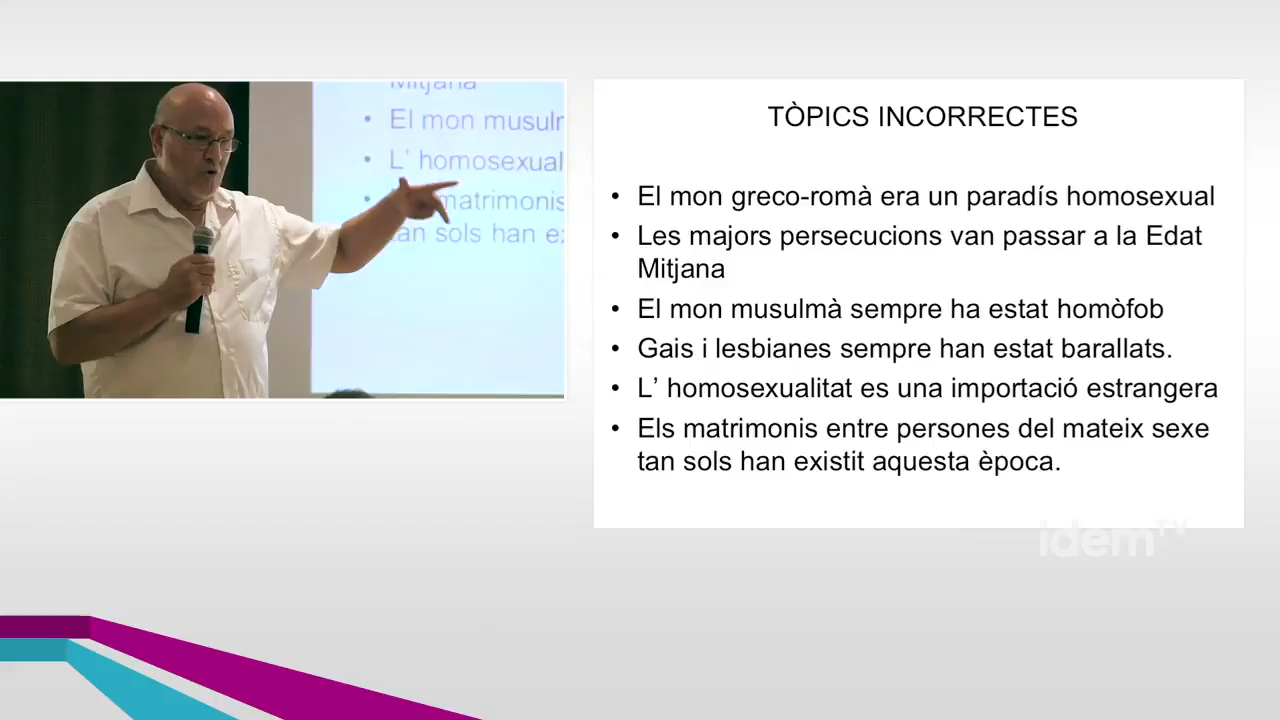 Mitjana
El mon musulm
L' homosexual
matrimonis
tan sols han ex
TÒPICS INCORRECTES
• El mon greco-romà era un paradís homosexual
• Les majors persecucions van passar a la Edat
Mitjana
• El mon musulmà sempre ha estat homòfob
• Gais i lesbianes sempre han estat barallats.
• L' homosexualitat es una importació estrangera
• Els matrimonis entre persones del mateix sexe
tan sols han existit aquesta època.
idemTV